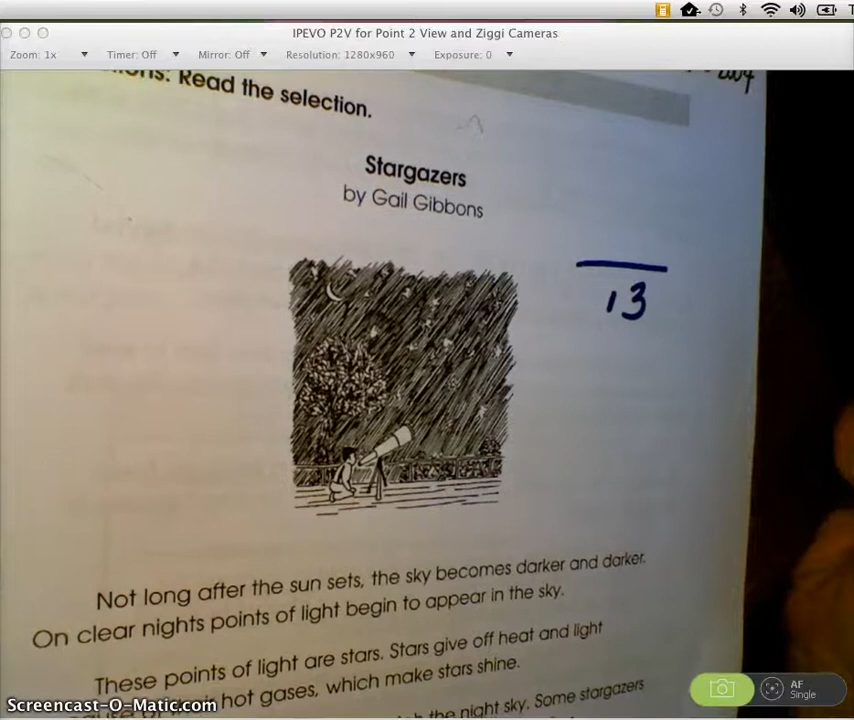 IPEVO P2V for Point 2 View and Ziggi Cameras
Zoom: 1x Timer: Off Mirror: Off Resolution: 1280x960 Exposure: 0
Read the selection.
Stargazers
by Gail Gibbons
13
Not long after the sun sets, the sky becomes darker and darker.
On clear nights points of light begin to appear in the sky.
These points of light are stars. Stars give off heat and light
hot gases, which make stars shine.
the night sky. Some stargazers
AF
Single
Screencast-O-Matic.com